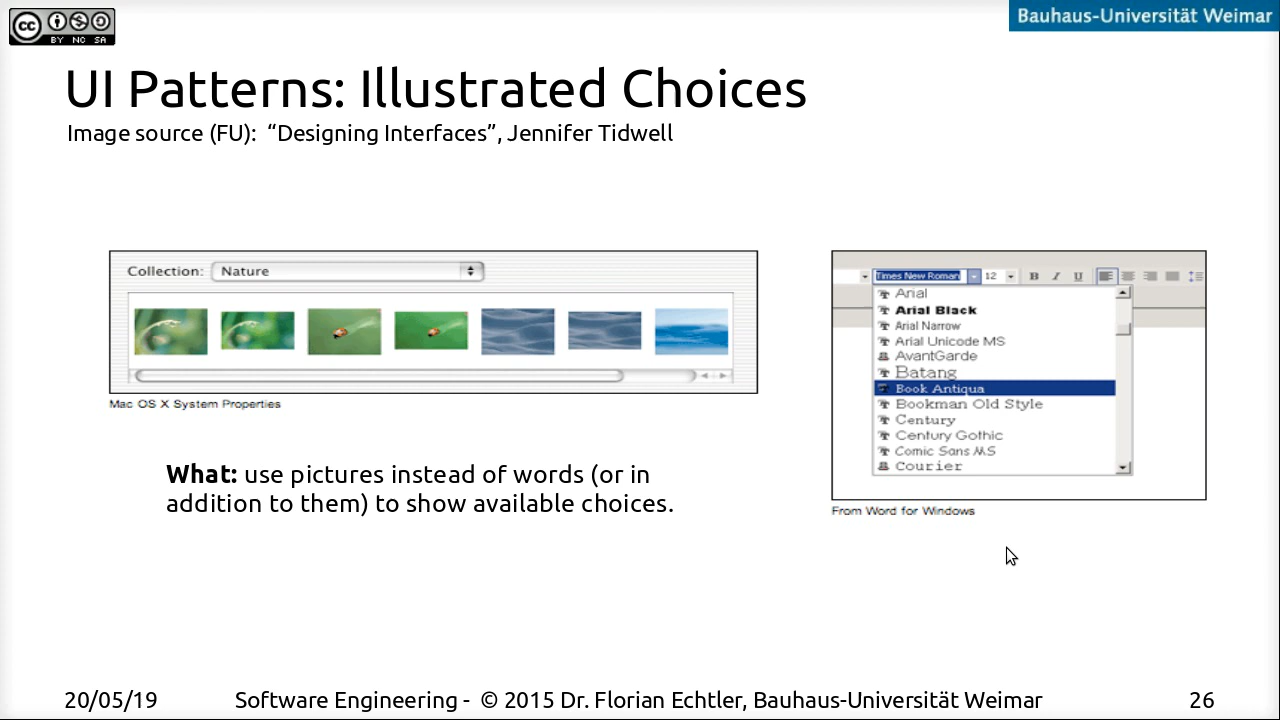 cc BY NC SA
Bauhaus-Universität Weimar
UI Patterns: Illustrated Choices
Image source (FU): “Designing Interfaces”, Jennifer Tidwell
Collection: Nature
Mac OS X System Properties
What: use pictures instead of words (or in
addition to them) to show available choices.
Times New Roman 12 B I U
Arial
Arial Black
Arial Narrow
Arial Unicode MS
AvantGarde
Batang
Book Antiqua
Bookman Old Style
Century
Century Gothic
Comic Sans MS
Courier
From Word for Windows
20/05/19 Software Engineering - © 2015 Dr. Florian Echtler, Bauhaus-Universität Weimar 26